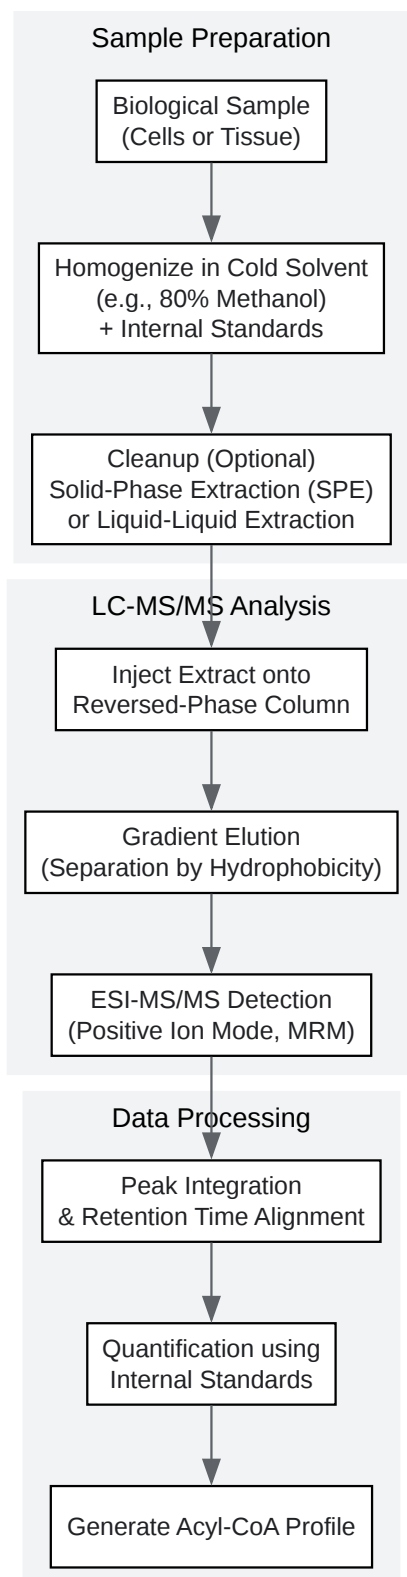 Sample Preparation
Biological Sample
(Cells or Tissue)
Homogenize in Cold Solvent
(e.g., 80% Methanol)
+ Internal Standards
Cleanup (Optional)
Solid-Phase Extraction (SPE)
or Liquid-Liquid Extraction
LC-MS/MS Analysis
Inject Extract onto
Reversed-Phase Column
Gradient Elution
(Separation by Hydrophobicity)
ESI-MS/MS Detection
(Positive Ion Mode, MRM)
Data Processing
Peak Integration
& Retention Time Alignment
Quantification using
Internal Standards
Generate Acyl-CoA Profile